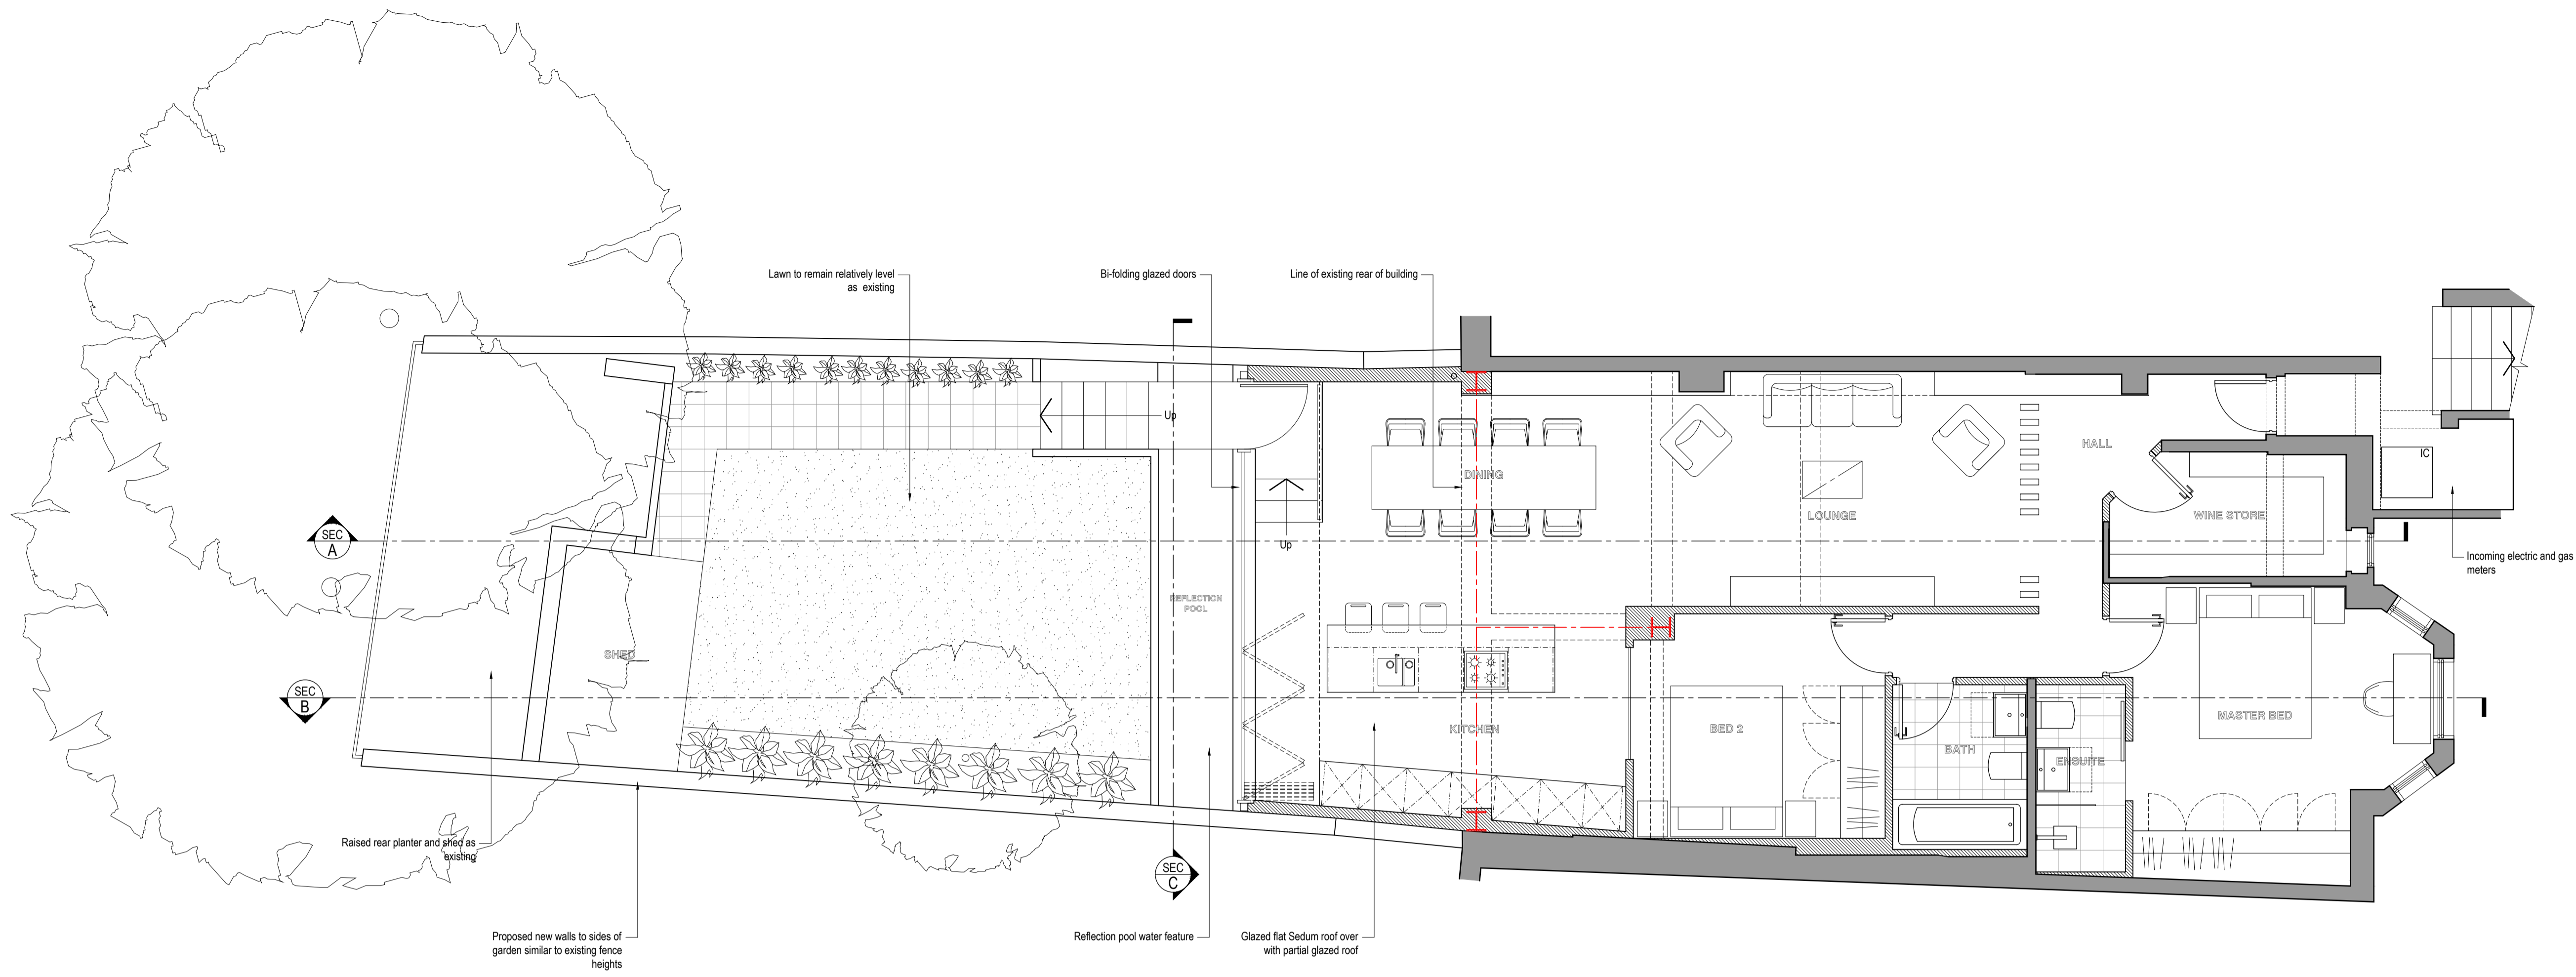 Lawn to remain relatively level
as existing
Bi-folding glazed doors
Line of existing rear of building
Up
HALL
IC
DINING
LOUNGE
WINE STORE
SEC
A
Up
Incoming electric and gas
meters
REFLECTION
POOL
SHED
SEC
B
KITCHEN
BED 2
BATH
ENSUITE
MASTER BED
Raised rear planter and shed as
existing
SEC
C
Proposed new walls to sides of
garden similar to existing fence
heights
Reflection pool water feature
Glazed flat Sedum roof over
with partial glazed roof